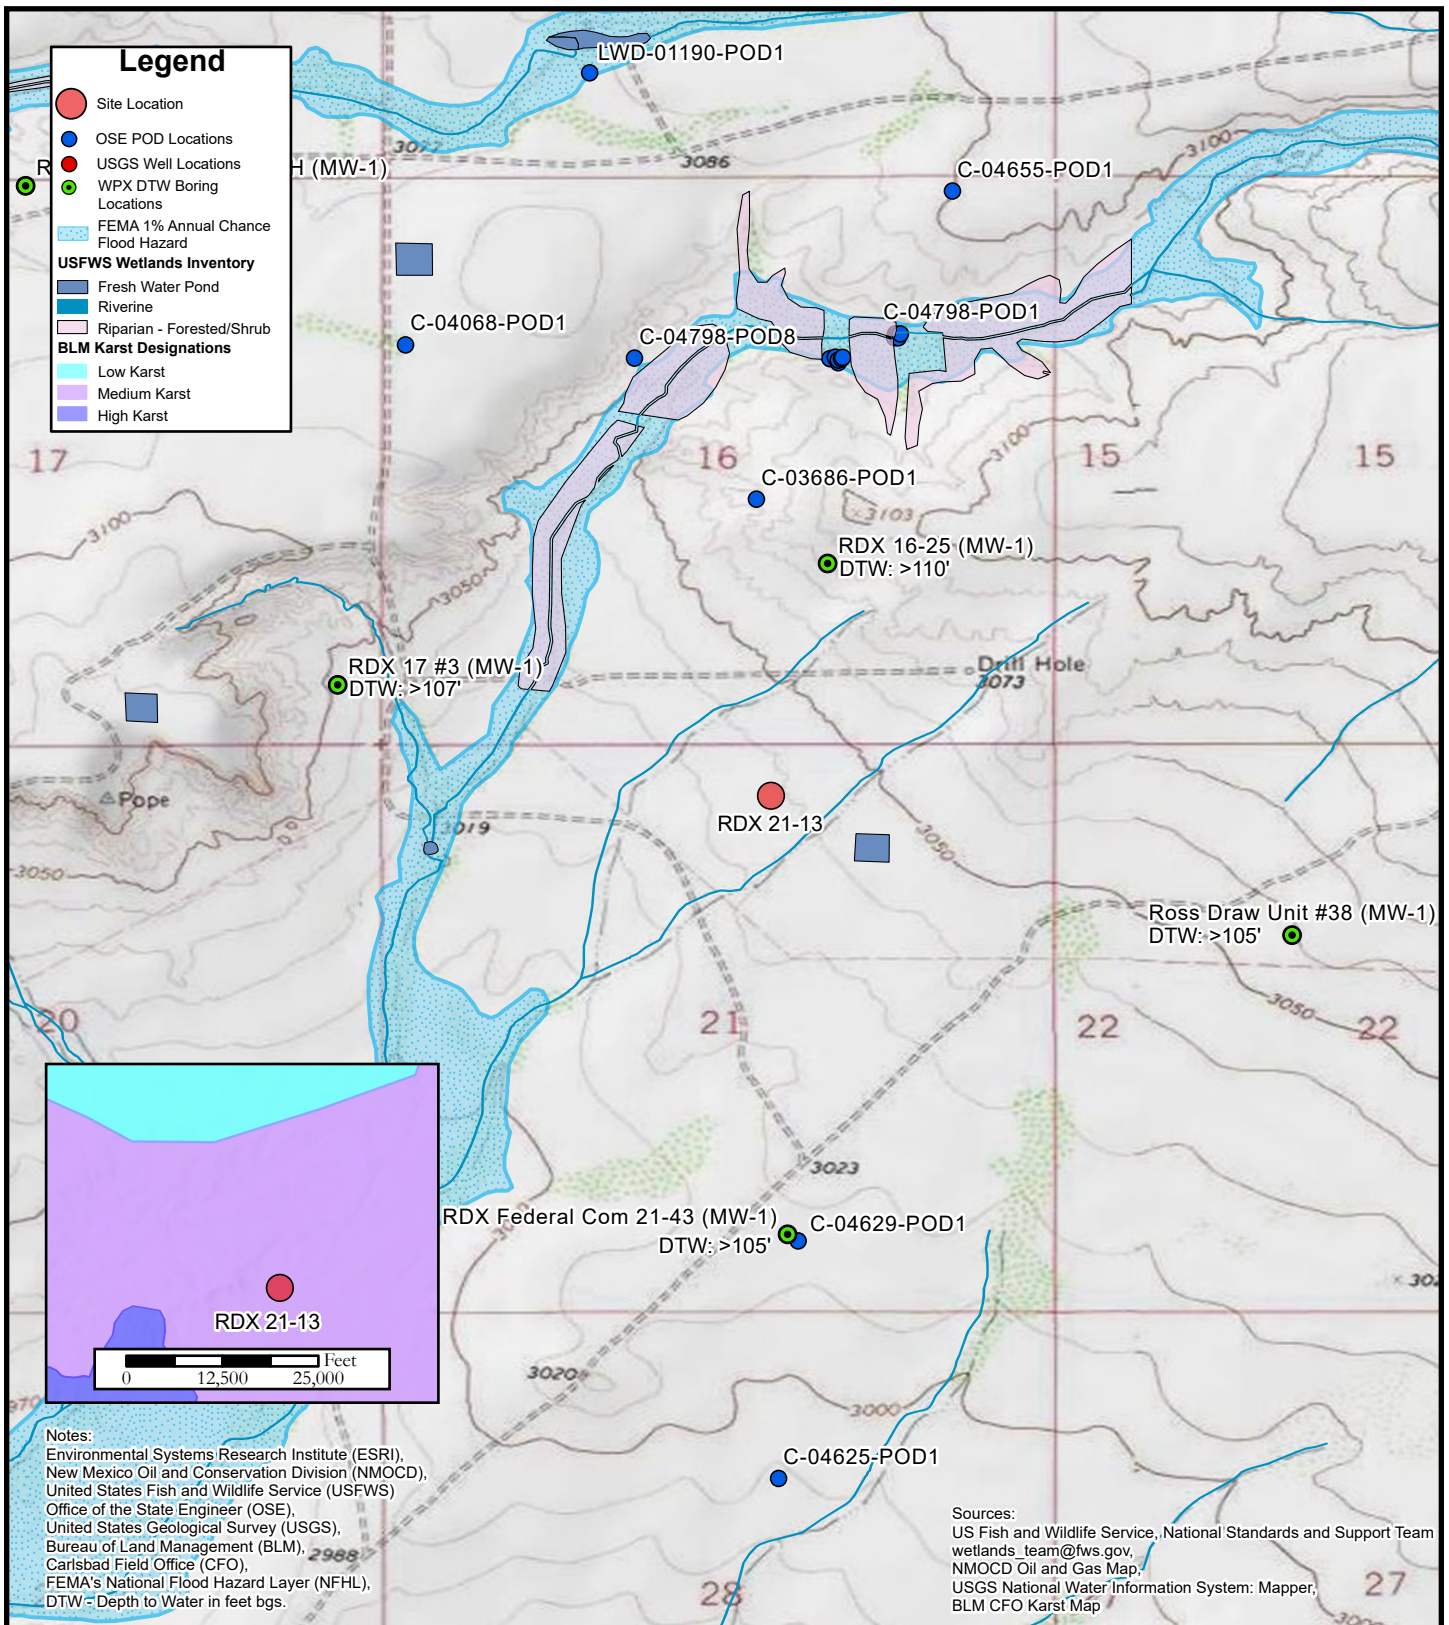 Legend
Site Location
OSE POD Locations
USGS Well Locations
WPX DTW Boring
Locations
FEMA 1% Annual Chance
Flood Hazard
USFWS Wetlands Inventory
Fresh Water Pond
Riverine
Riparian - Forested/Shrub
BLM Karst Designations
Low Karst
Medium Karst
High Karst
LWD-01190-POD1
3077
3086
R
H (MW-1)
C-04655-POD1
3100
C-04068-POD1
C-04798-POD8
C-04798-POD1
17
16
15
15
3100
C-03686-POD1
3103
3100
RDX 16-25 (MW-1)
DTW: >110'
3050
RDX 17 #3 (MW-1)
DTW: >107'
Drill Hole
3073
Pope
3019
RDX 21-13
3050
3050
Ross Draw Unit #38 (MW-1)
DTW: >105'
3050
20
21
22
22
3023
RDX Federal Com 21-43 (MW-1)
DTW: >105'
C-04629-POD1
RDX 21-13
Feet
0 12,500 25,000
3020
3000
C-04625-POD1
2988
28
27
Notes:
Environmental Systems Research Institute (ESRI),
New Mexico Oil and Conservation Division (NMOCD),
United States Fish and Wildlife Service (USFWS)
Office of the State Engineer (OSE),
United States Geological Survey (USGS),
Bureau of Land Management (BLM),
Carlsbad Field Office (CFO),
FEMA's National Flood Hazard Layer (NFHL),
DTW - Depth to Water in feet bgs.
Sources:
US Fish and Wildlife Service, National Standards and Support Team
wetlands_team@fws.gov,
NMOCD Oil and Gas Map,
USGS National Water Information System: Mapper,
BLM CFO Karst Map